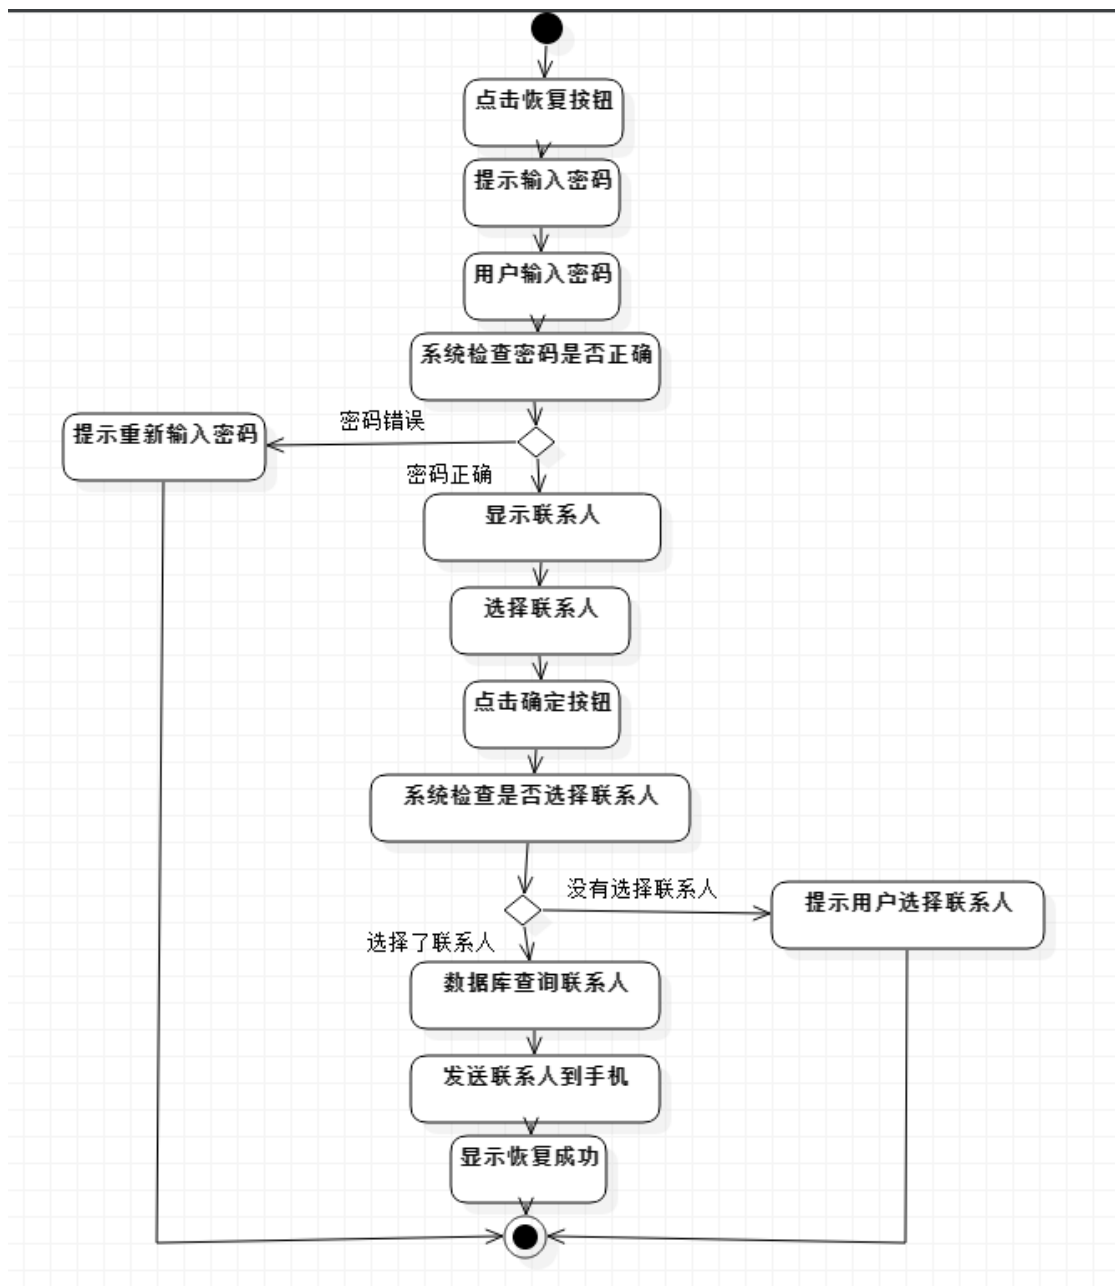 点击恢复按钮
提示输入密码
用户输入密码
系统检查密码是否正确
密码错误
提示重新输入密码
密码正确
显示联系人
选择联系人
点击确定按钮
系统检查是否选择联系人
没有选择联系人
提示用户选择联系人
选择了联系人
数据库查询联系人
发送联系人到手机
显示恢复成功